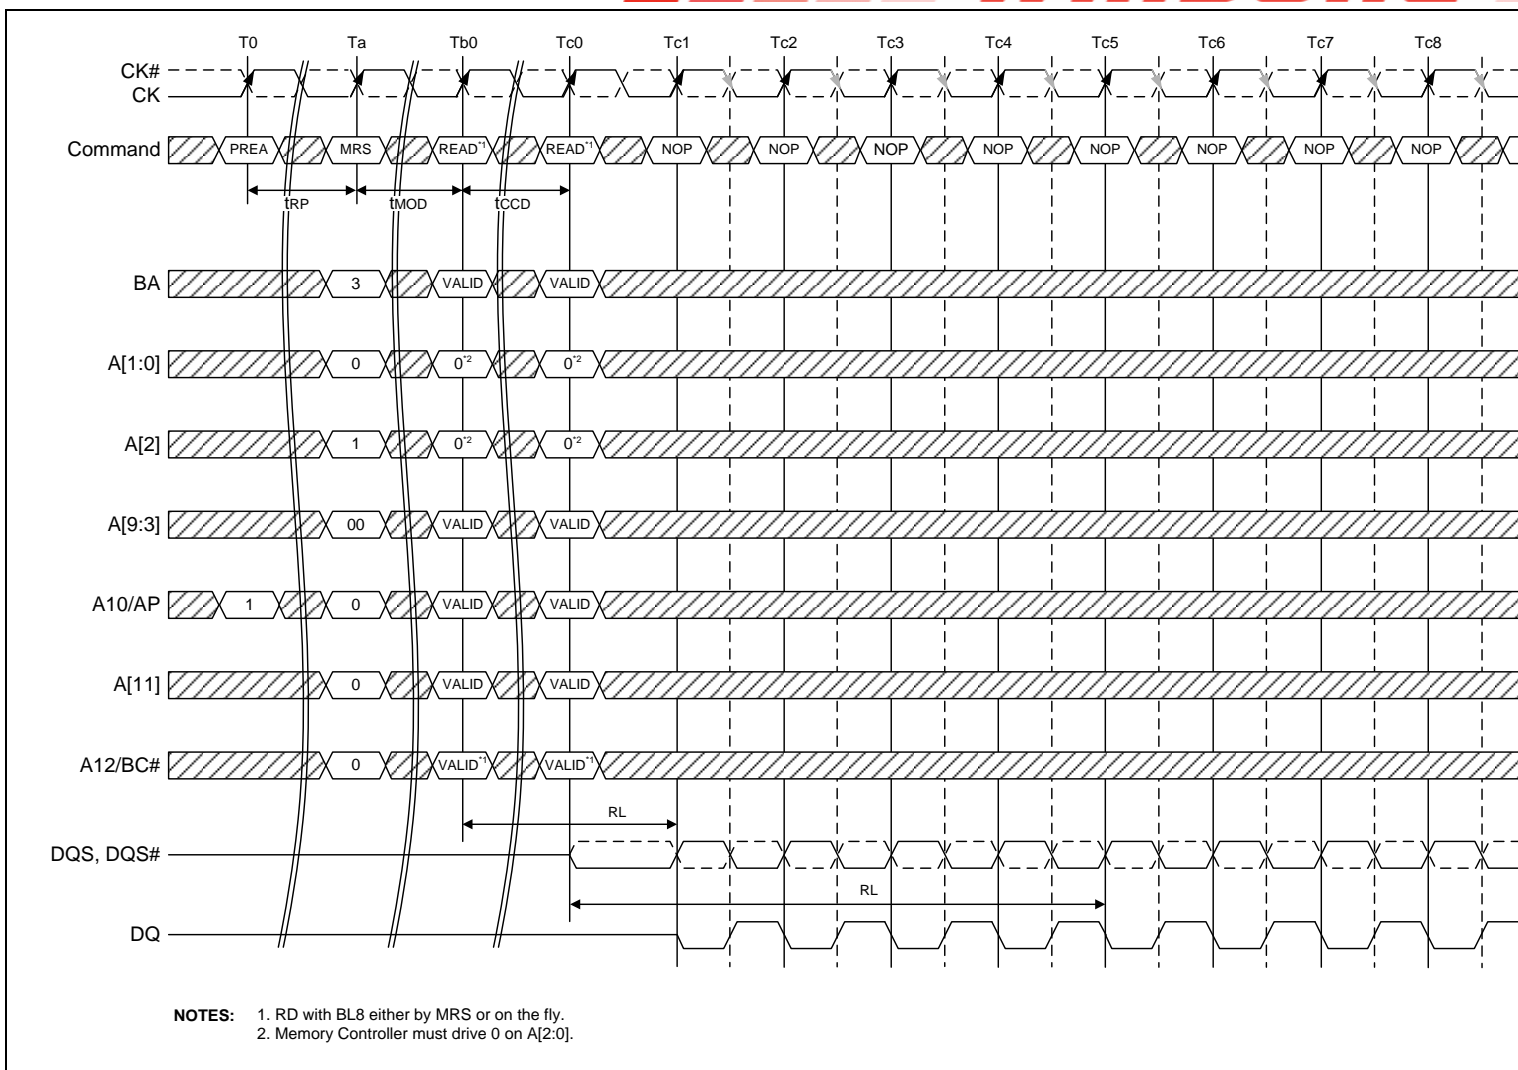 T0 Ta Tb0 Tc0 Tc1 Tc2 Tc3 Tc4 Tc5 Tc6 Tc7 Tc8
CK#
CK
Command PREA MRS READ*1 READ*1 NOP NOP NOP NOP NOP NOP NOP NOP
tRP tMOD tCCD
BA 3 VALID VALID
A[1:0] 0 0*2 0*2
A[2] 1 0*2 0*2
A[9:3] 00 VALID VALID
A10/AP 1 0 VALID VALID
A[11] 0 VALID VALID
A12/BC# 0 VALID*1 VALID*1
RL
DQS, DQS#
RL
DQ
NOTES: 1. RD with BL8 either by MRS or on the fly.
2. Memory Controller must drive 0 on A[2:0].